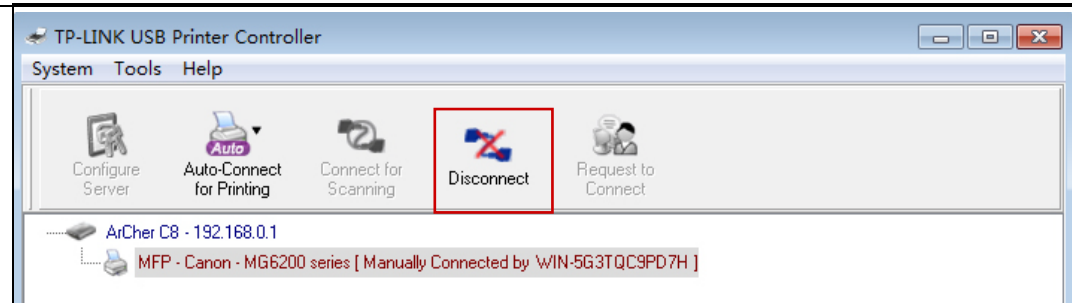 TP-LINK USB Printer Controller
System Tools Help
Configure Server
Auto
Auto-Connect for Printing
Connect for Scanning
Disconnect
Request to Connect
ArCher C8 - 192.168.0.1
MFP - Canon - MG6200 series [ Manually Connected by WIN-5G3TQC9PD7H ]